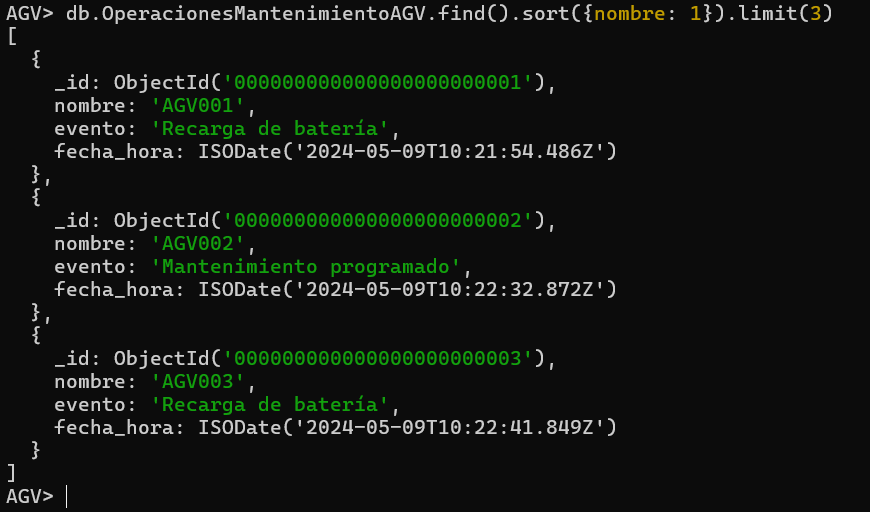 AGV> db.OperacionesMantenimientoAGV.find().sort({nombre: 1}).limit(3)
[
  {
    _id: ObjectId('000000000000000000000001'),
    nombre: 'AGV001',
    evento: 'Recarga de batería',
    fecha_hora: ISODate('2024-05-09T10:21:54.486Z')
  },
  {
    _id: ObjectId('000000000000000000000002'),
    nombre: 'AGV002',
    evento: 'Mantenimiento programado',
    fecha_hora: ISODate('2024-05-09T10:22:32.872Z')
  },
  {
    _id: ObjectId('000000000000000000000003'),
    nombre: 'AGV003',
    evento: 'Recarga de batería',
    fecha_hora: ISODate('2024-05-09T10:22:41.849Z')
  }
]
AGV>